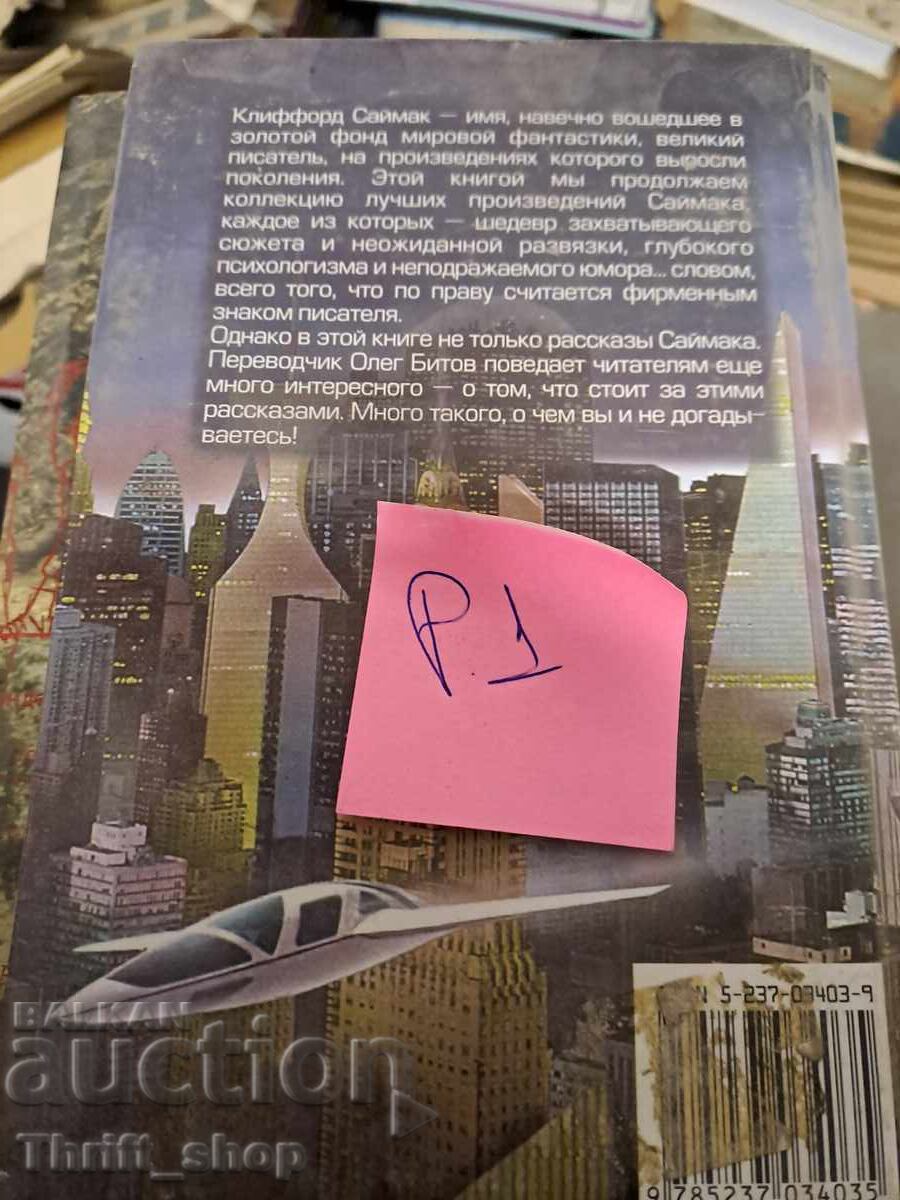 Клиффорд Саймак — имя, навечно вошедшее в
золотой фонд мировой фантастики, великий
писатель, на произведениях которого выросли
поколения. Этой книгой мы продолжаем
коллекцию лучших произведений Саймака,
каждое из которых — шедевр захватывающего
сюжета и неожиданной развязки, глубокого
психологизма и неподражаемого юмора... словом,
всего того, что по праву считается фирменным
знаком писателя.
Однако в этой книге не только рассказы Саймака.
Переводчик Олег Битов поведает читателям еще
много интересного — о том, что стоит за этими
рассказами. Много такого, о чем вы и не догады-
ваетесь!
P.1
5-237-03403-9
9 785237 034035
BALKAN
auction
Thrift_shop